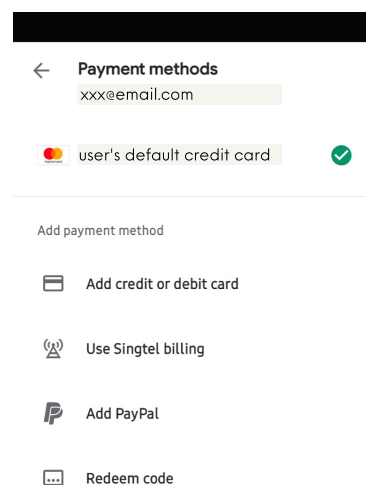 Payment methods
xxx@email.com
user's default credit card
Add payment method
Add credit or debit card
Use Singtel billing
Add PayPal
Redeem code